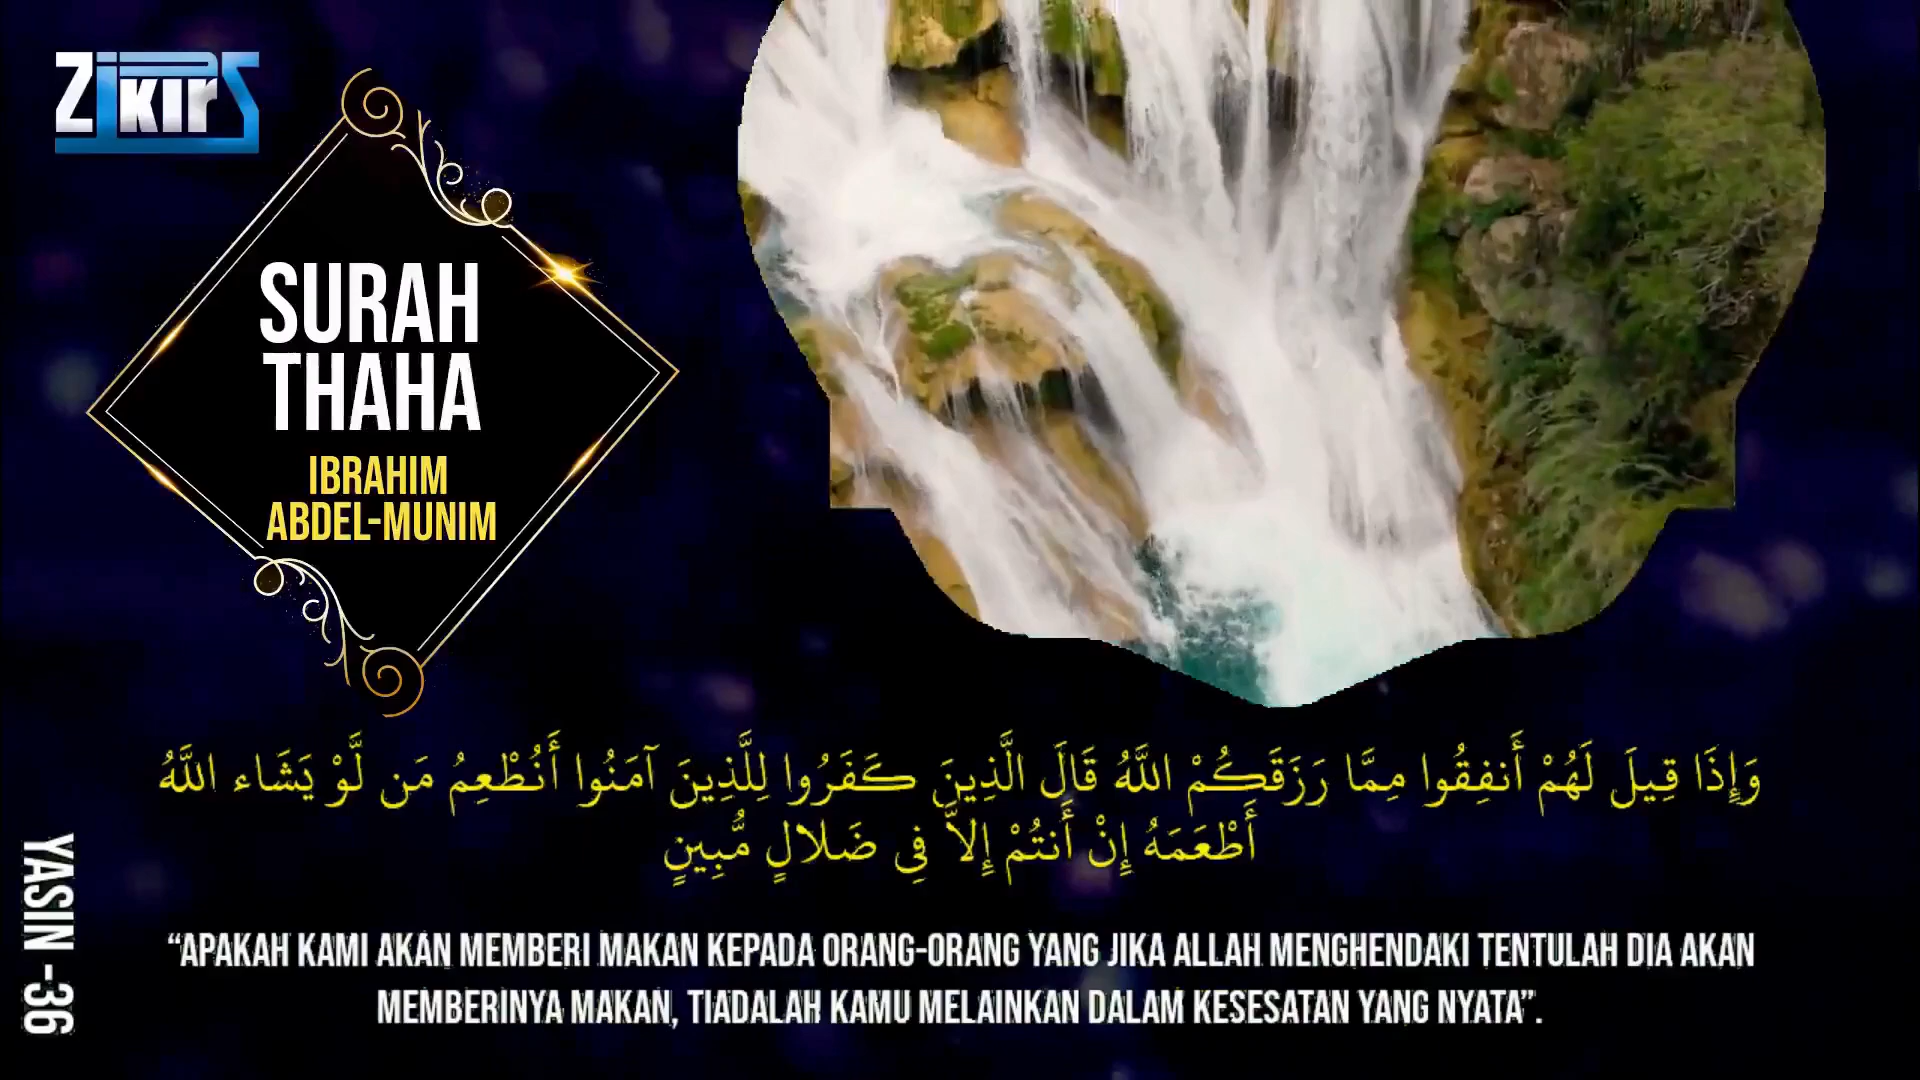 ZikirS
SURAH
THAHA
IBRAHIM
ABDEL-MUNIM
وَإِذَا قِيلَ لَهُمْ أَنفِقُوا مِمَّا رَزَقَكُمْ اللَّهُ قَالَ الَّذِينَ كَفَرُوا لِلَّذِينَ آمَنُوا أَنُطْعِمُ مَن لَّوْ يَشَاء اللَّهُ
أَطْعَمَهُ إِنْ أَنتُمْ إِلاَّ فِي ضَلالٍ مُّبِينٍ
YASIN -36
“APAKAH KAMI AKAN MEMBERI MAKAN KEPADA ORANG-ORANG YANG JIKA ALLAH MENGHENDAKI TENTULAH DIA AKAN
MEMBERINYA MAKAN, TIADALAH KAMU MELAINKAN DALAM KESESATAN YANG NYATA”.